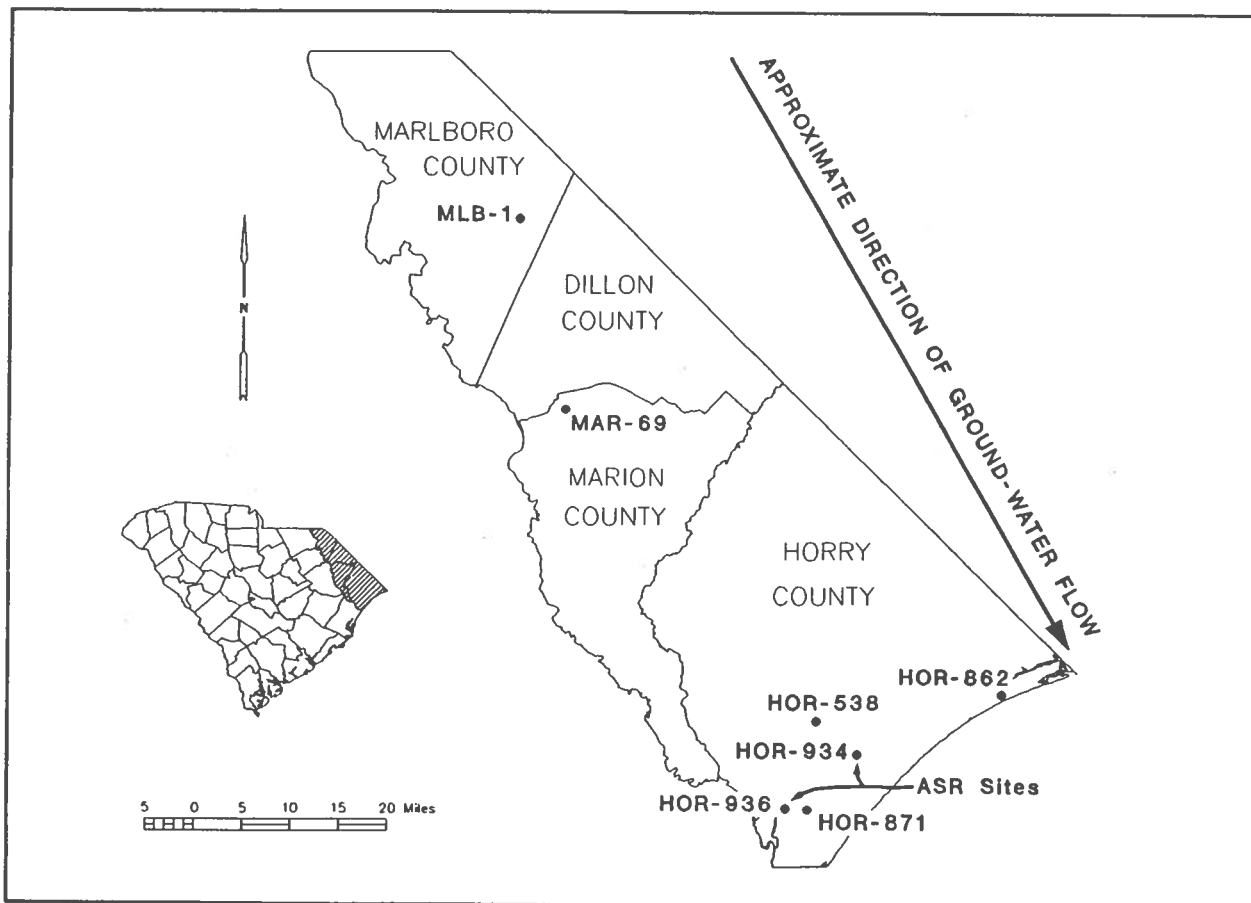 MARLBORO
COUNTY
MLB-1
APPROXIMATE DIRECTION OF GROUND-WATER FLOW
N
DILLON
COUNTY
MAR-69
MARION
COUNTY
HORRY
COUNTY
HOR-862
HOR-538
HOR-934
ASR Sites
HOR-936
HOR-871
5 0 5 10 15 20 Miles